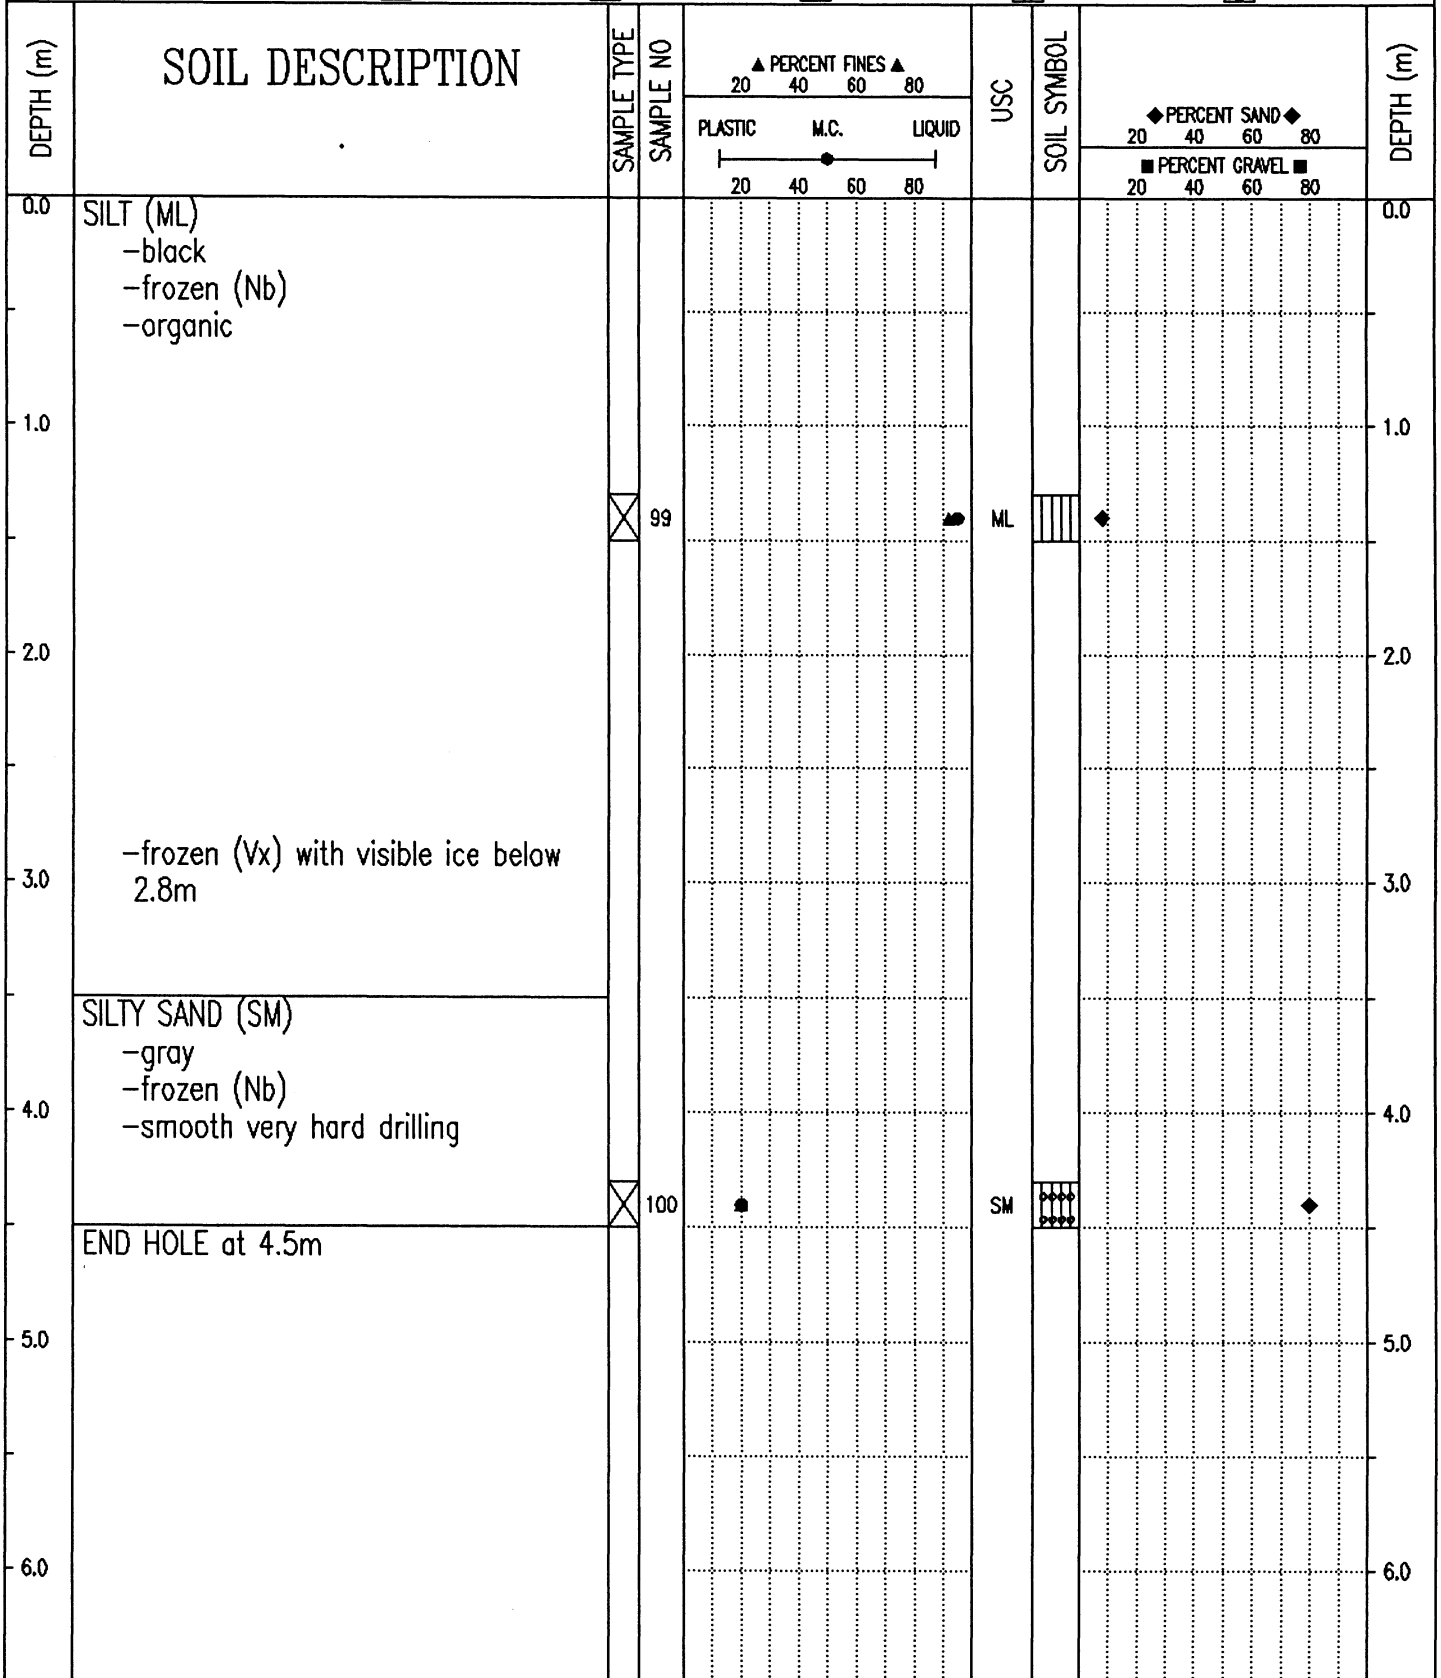 DEPTH (m)
SOIL DESCRIPTION
SAMPLE TYPE
SAMPLE NO
▲ PERCENT FINES ▲
20 40 60 80
PLASTIC M.C. LIQUID
20 40 60 80
USC
SOIL SYMBOL
◆PERCENT SAND◆
20 40 60 80
■ PERCENT GRAVEL ■
20 40 60 80
DEPTH (m)
0.0
SILT (ML)
0.0
-black
-frozen (Nb)
-organic
1.0
1.0
99
ML
2.0
2.0
-frozen (Vx) with visible ice below
3.0
2.8m
3.0
SILTY SAND (SM)
-gray
-frozen (Nb)
4.0
4.0
-smooth very hard drilling
100
SM
END HOLE at 4.5m
5.0
5.0
6.0
6.0